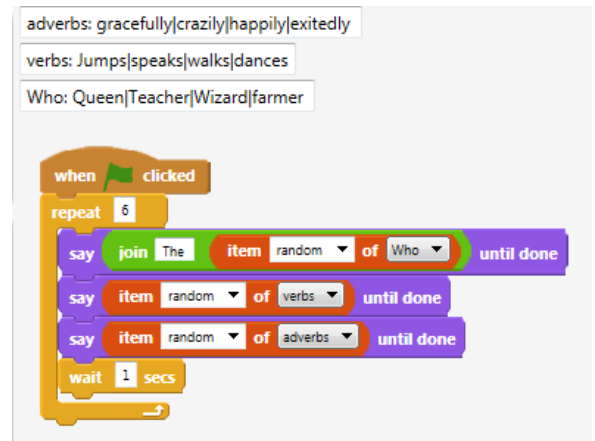 adverbs: gracefully|crazily|happily|exitedly
verbs: Jumps|speaks|walks|dances
Who: Queen|Teacher|Wizard|farmer
when clicked
repeat 6
say join The item random of Who until done
say item random of verbs until done
say item random of adverbs until done
wait 1 secs